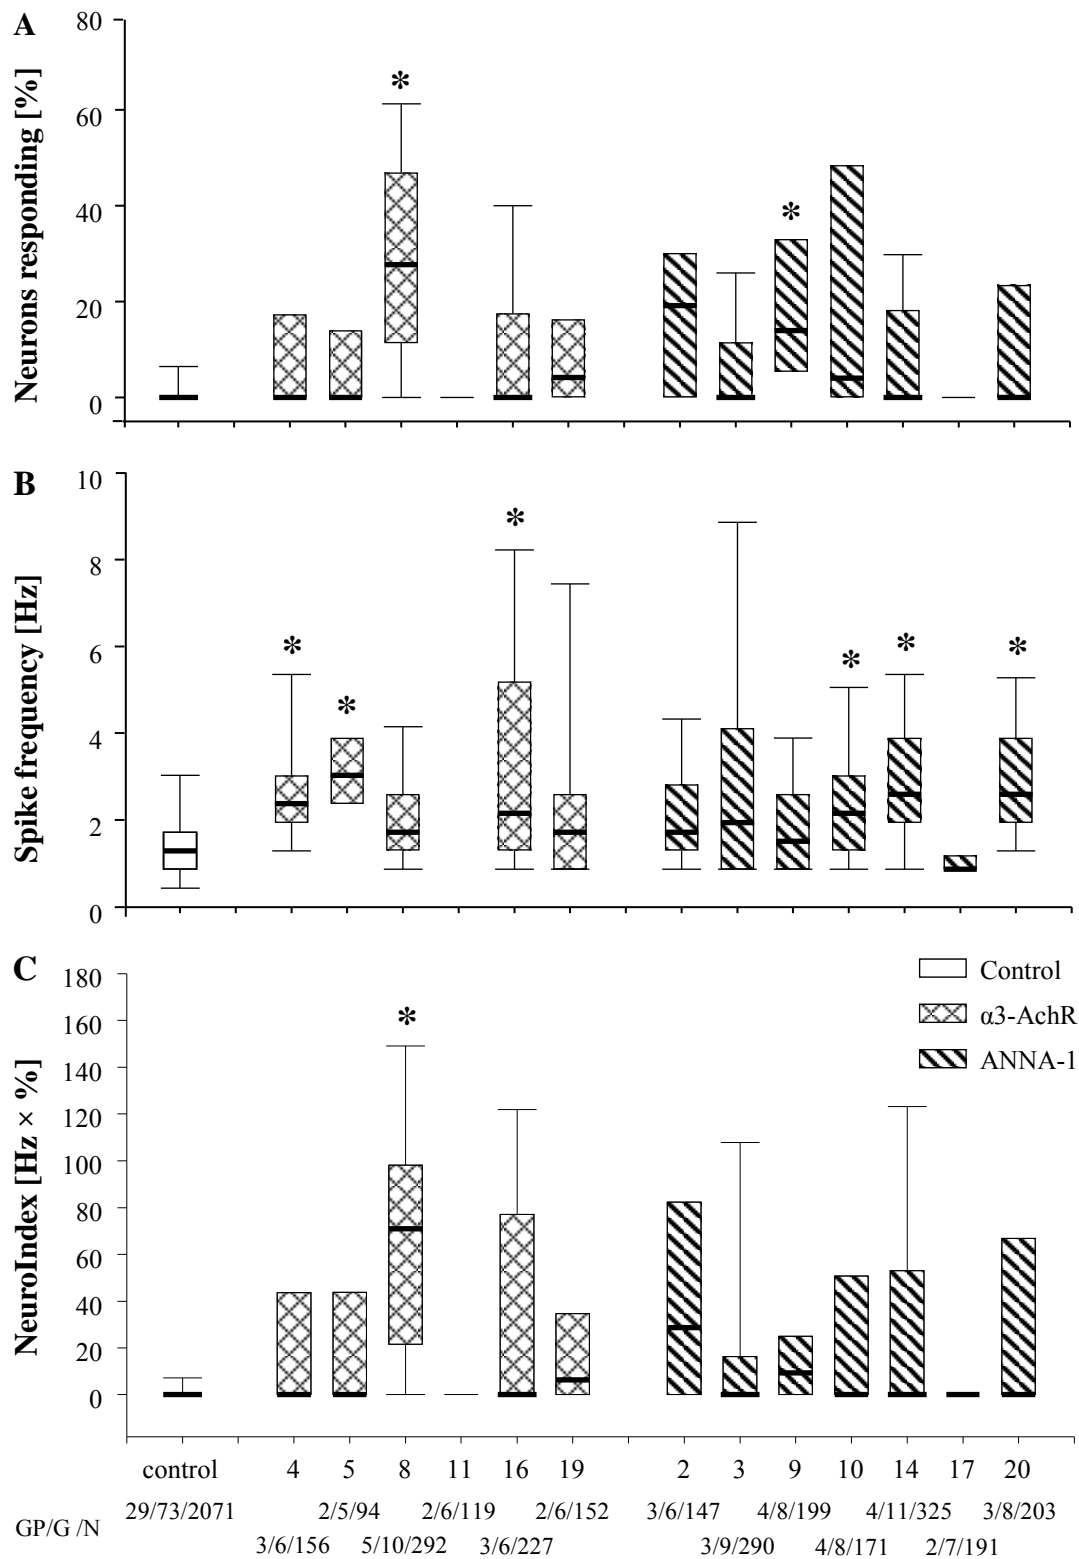 A
Neurons responding [%]
80
60
40
20
0
*
*
B
Spike frequency [Hz]
10
8
6
4
2
0
*
*
*
*
*
*
C
NeuroIndex [Hz × %]
180
160
140
120
100
80
60
40
20
0
*
Control
α3-AchR
ANNA-1
control 4 5 8 11 16 19 2 3 9 10 14 17 20
GP/G /N
29/73/2071 2/5/94 2/6/119 2/6/152 3/6/147 4/8/199 4/11/325 3/8/203
3/6/156 5/10/292 3/6/227 3/9/290 4/8/171 2/7/191